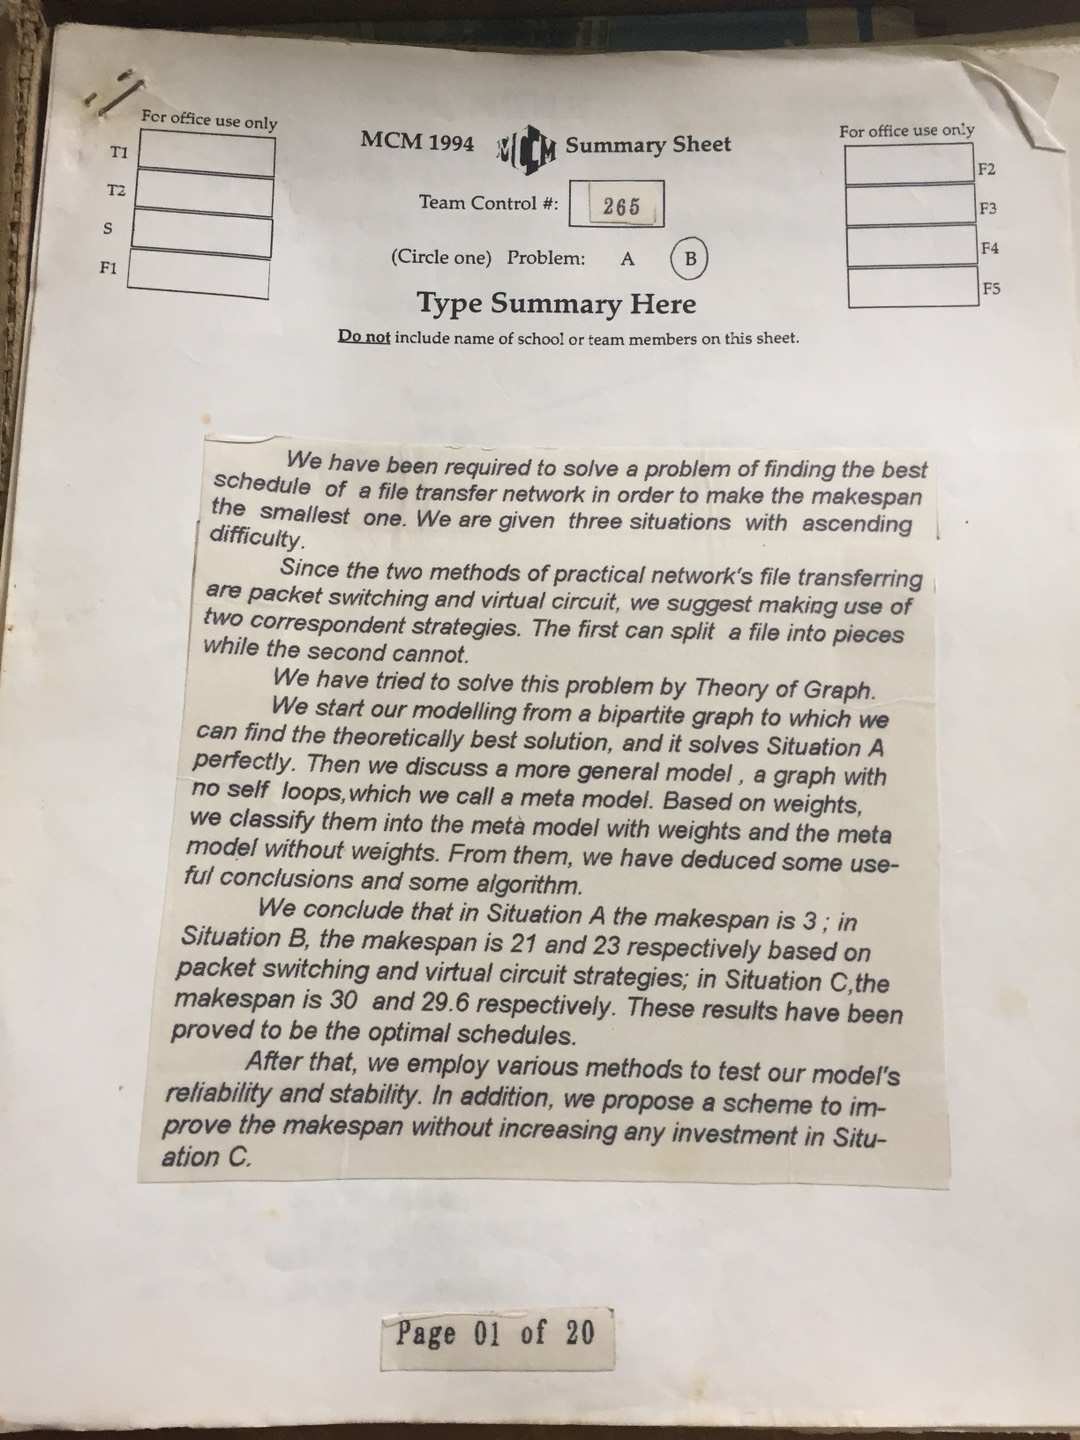 For office use only
T1
T2
S
F1
MCM 1994 MCM Summary Sheet
Team Control #: 265
(Circle one) Problem: A B
Type Summary Here
Do not include name of school or team members on this sheet.
For office use only
F2
F3
F4
F5
We have been required to solve a problem of finding the best
schedule of a file transfer network in order to make the makespan
the smallest one. We are given three situations with ascending
difficulty.
Since the two methods of practical network's file transferring
are packet switching and virtual circuit, we suggest making use of
two correspondent strategies. The first can split a file into pieces
while the second cannot.
We have tried to solve this problem by Theory of Graph.
We start our modelling from a bipartite graph to which we
can find the theoretically best solution, and it solves Situation A
perfectly. Then we discuss a more general model , a graph with
no self loops,which we call a meta model. Based on weights,
we classify them into the meta model with weights and the meta
model without weights. From them, we have deduced some use-
ful conclusions and some algorithm.
We conclude that in Situation A the makespan is 3 ; in
Situation B, the makespan is 21 and 23 respectively based on
packet switching and virtual circuit strategies; in Situation C,the
makespan is 30 and 29.6 respectively. These results have been
proved to be the optimal schedules.
After that, we employ various methods to test our model's
reliability and stability. In addition, we propose a scheme to im-
prove the makespan without increasing any investment in Situ-
ation C.
Page 01 of 20